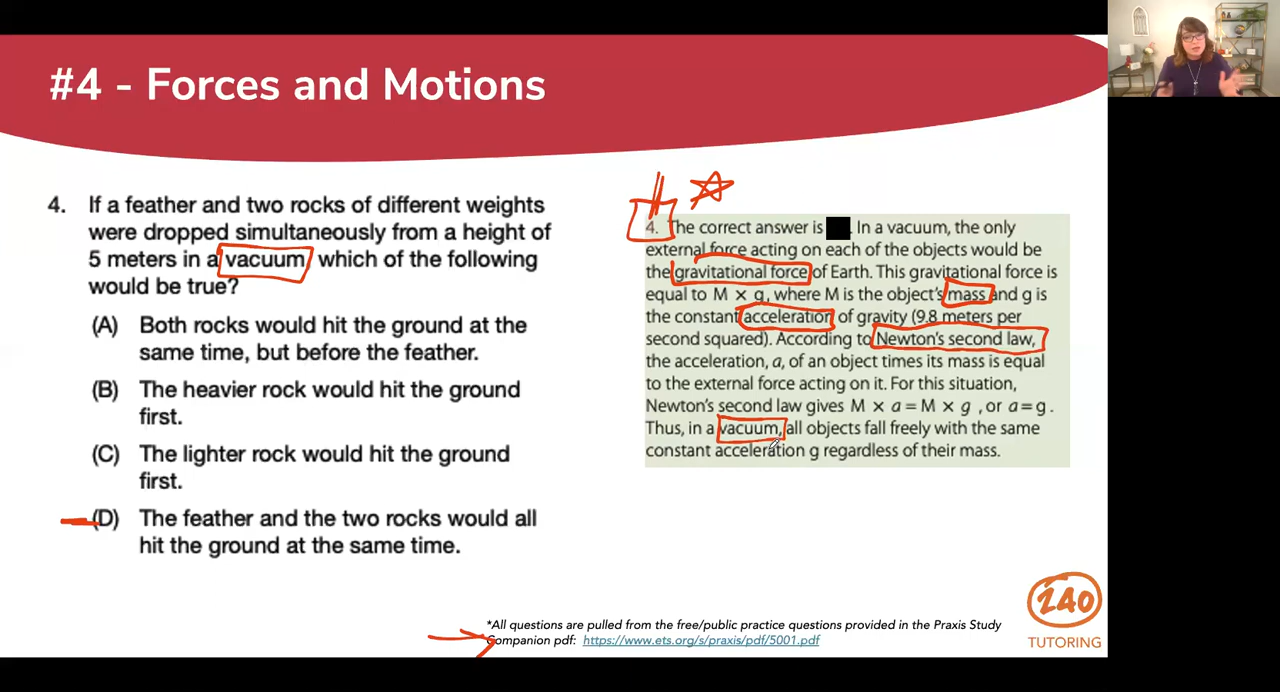 #4 - Forces and Motions
4. If a feather and two rocks of different weights
were dropped simultaneously from a height of
5 meters in a vacuum, which of the following
would be true?
(A) Both rocks would hit the ground at the
same time, but before the feather.
(B) The heavier rock would hit the ground
first.
(C) The lighter rock would hit the ground
first.
(D) The feather and the two rocks would all
hit the ground at the same time.
4. The correct answer is . In a vacuum, the only
external force acting on each of the objects would be
the gravitational force of Earth. This gravitational force is
equal to M × g, where M is the object's mass and g is
the constant acceleration of gravity (9.8 meters per
second squared). According to Newton's second law,
the acceleration, a, of an object times its mass is equal
to the external force acting on it. For this situation,
Newton's second law gives M × a = M × g , or a = g .
Thus, in a vacuum, all objects fall freely with the same
constant acceleration g regardless of their mass.
*All questions are pulled from the free/public practice questions provided in the Praxis Study
Companion pdf: https://www.ets.org/s/praxis/pdf/5001.pdf
240
TUTORING